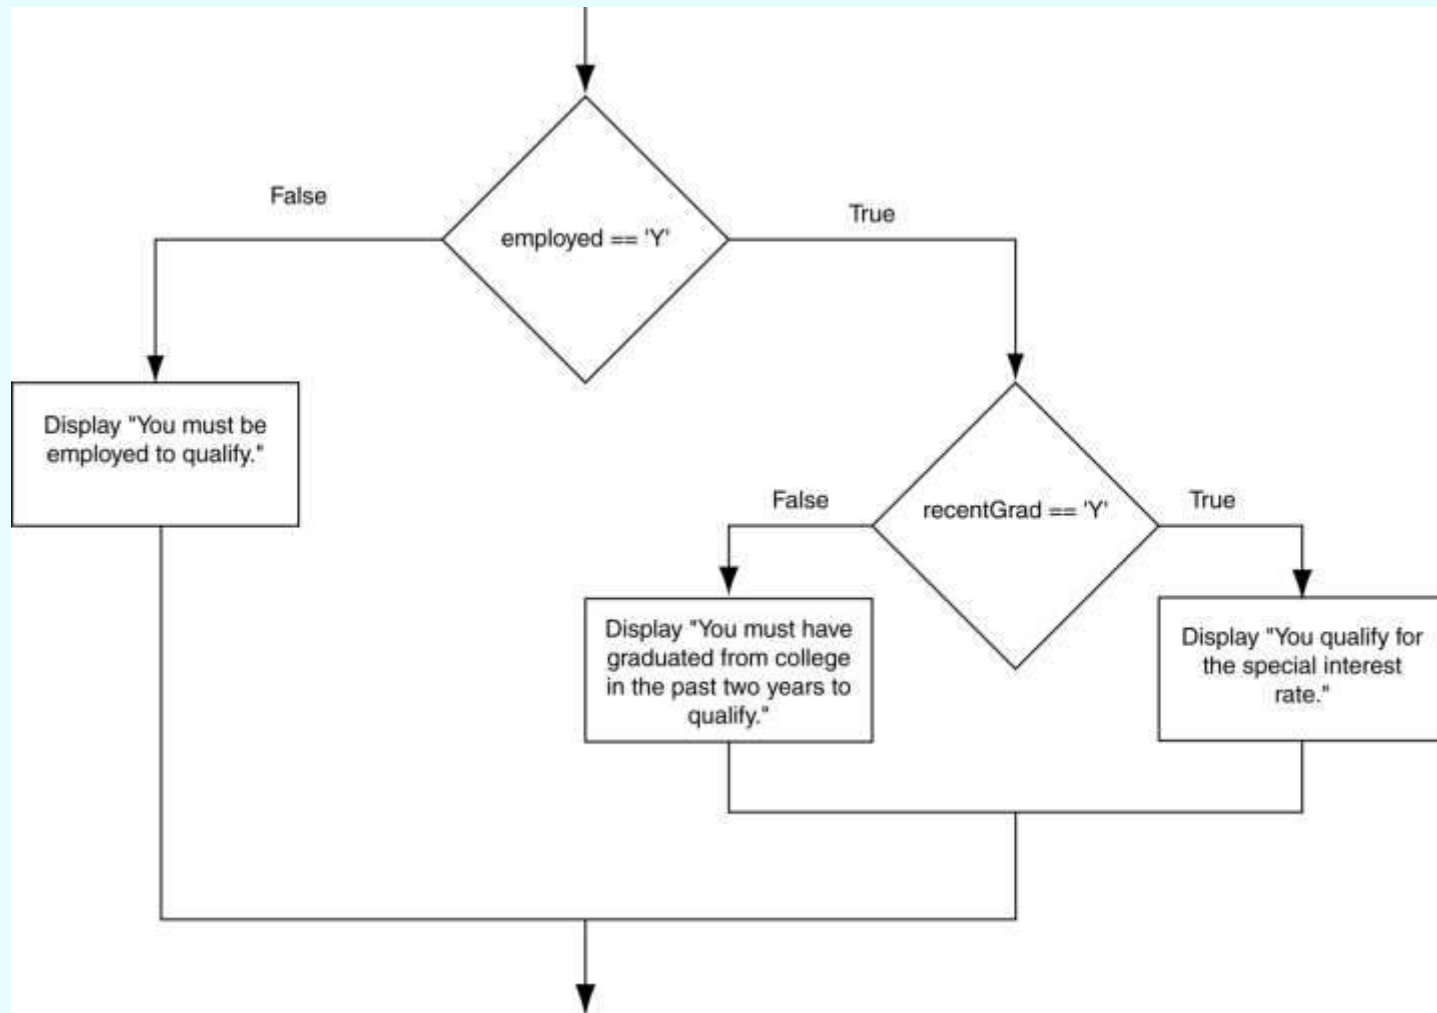 False
True
employed == 'Y'
Display "You must be
employed to qualify."
False
True
recentGrad == 'Y'
Display "You must have
graduated from college
in the past two years to
qualify."
Display "You qualify for
the special interest
rate."